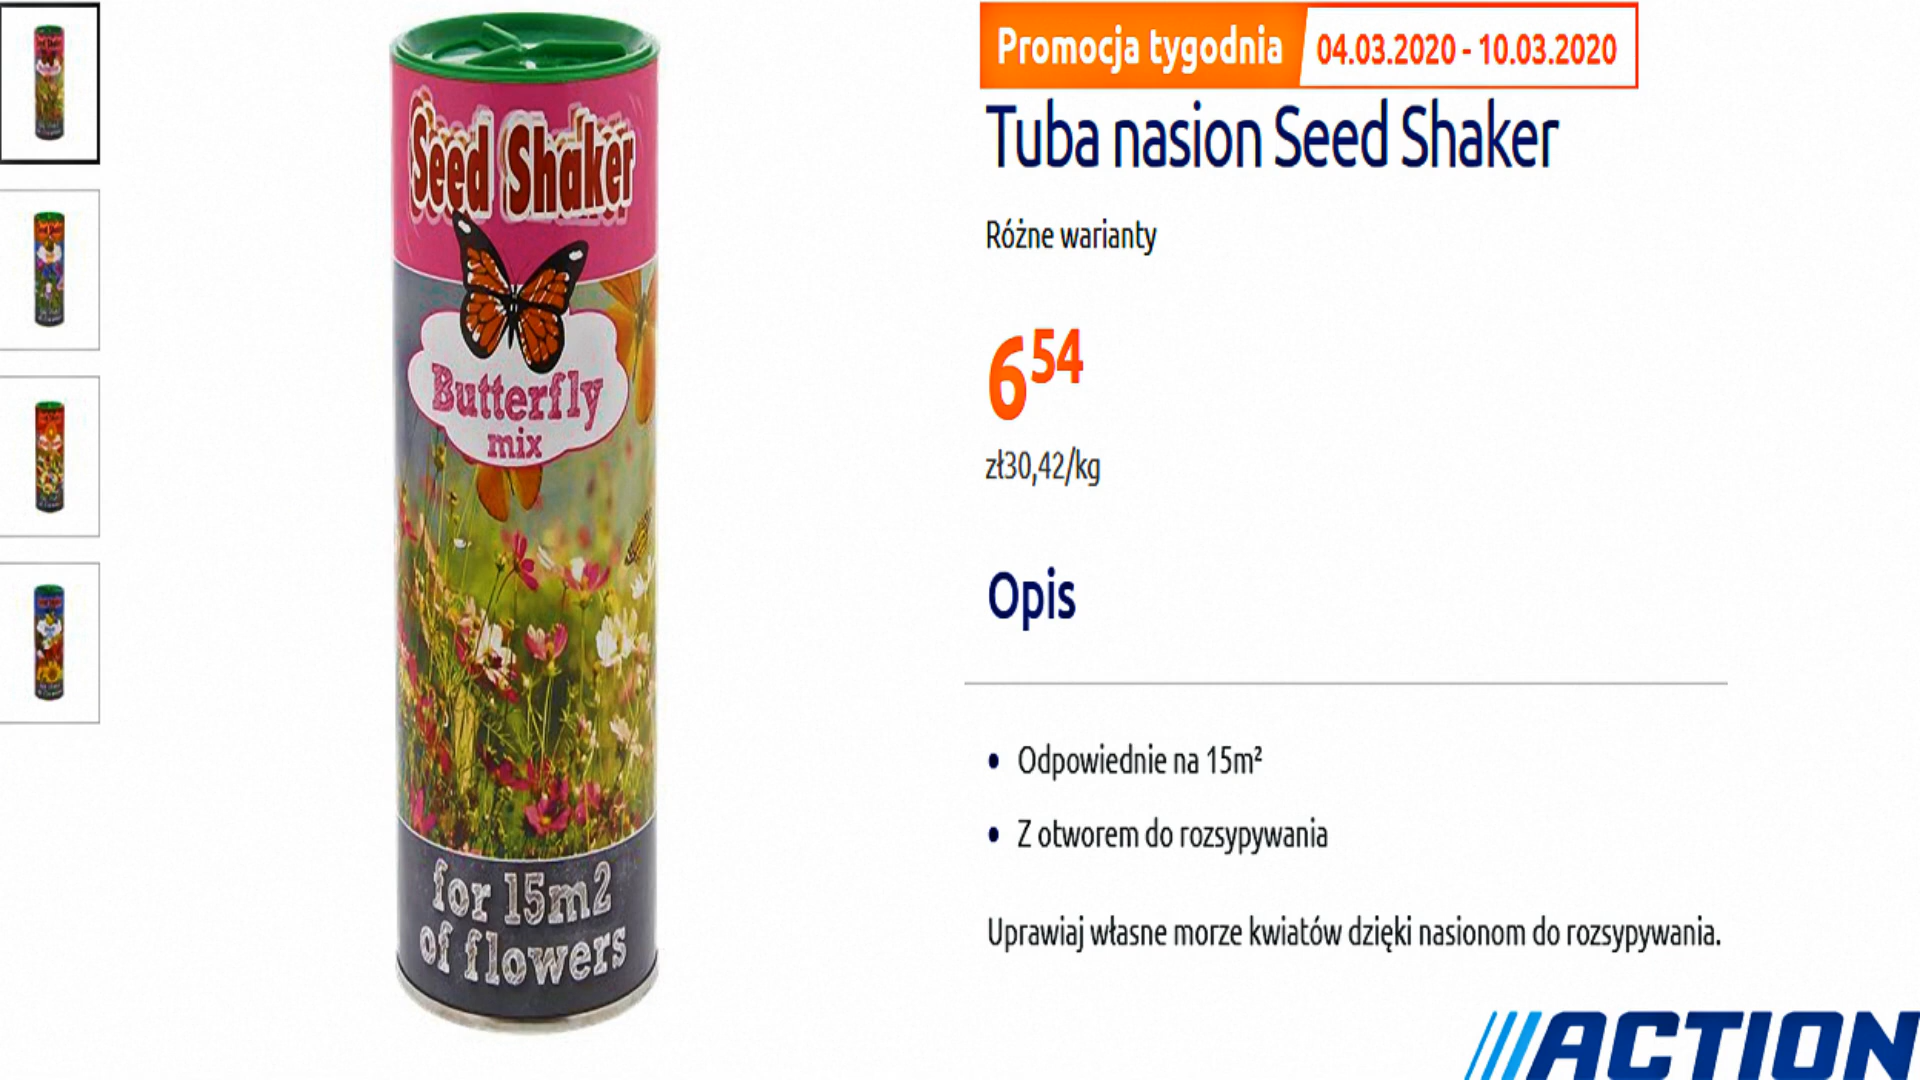 Seed Shaker
Butterfly
mix
for 15m2
of flowers
Promocja tygodnia
04.03.2020 - 10.03.2020
Tuba nasion Seed Shaker
Różne warianty
6 54
zł30,42/kg
Opis
• Odpowiednie na 15m²
• Z otworem do rozsypywania
Uprawiaj własne morze kwiatów dzięki nasionom do rozsypywania.
ACTION